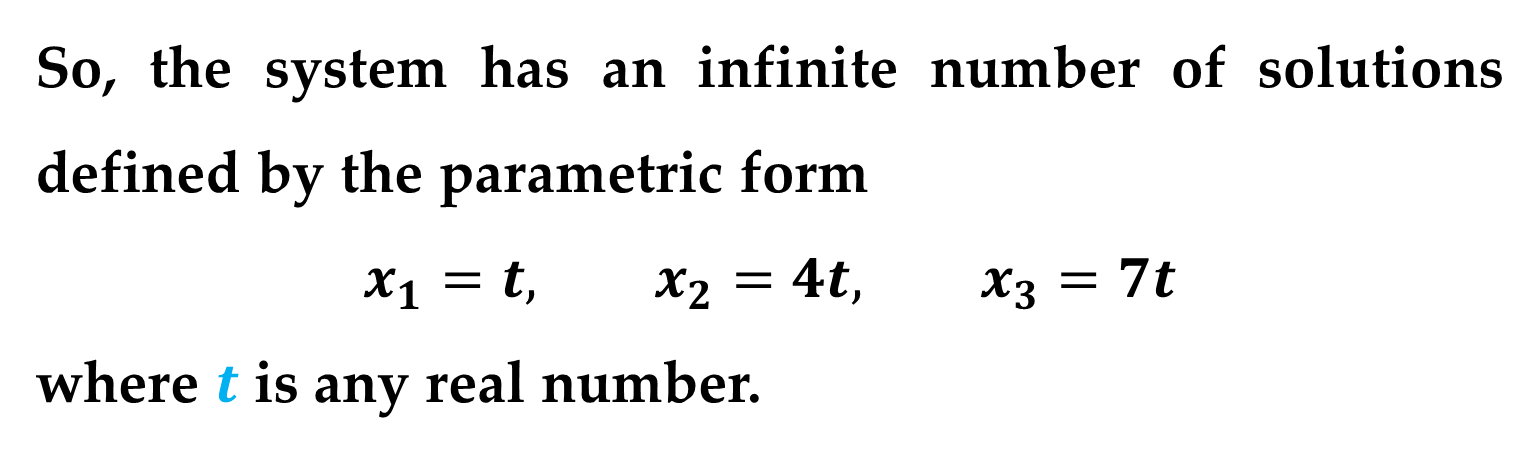 So, the system has an infinite number of solutions
defined by the parametric form
x₁ = t, x₂ = 4t, x₃ = 7t
where t is any real number.